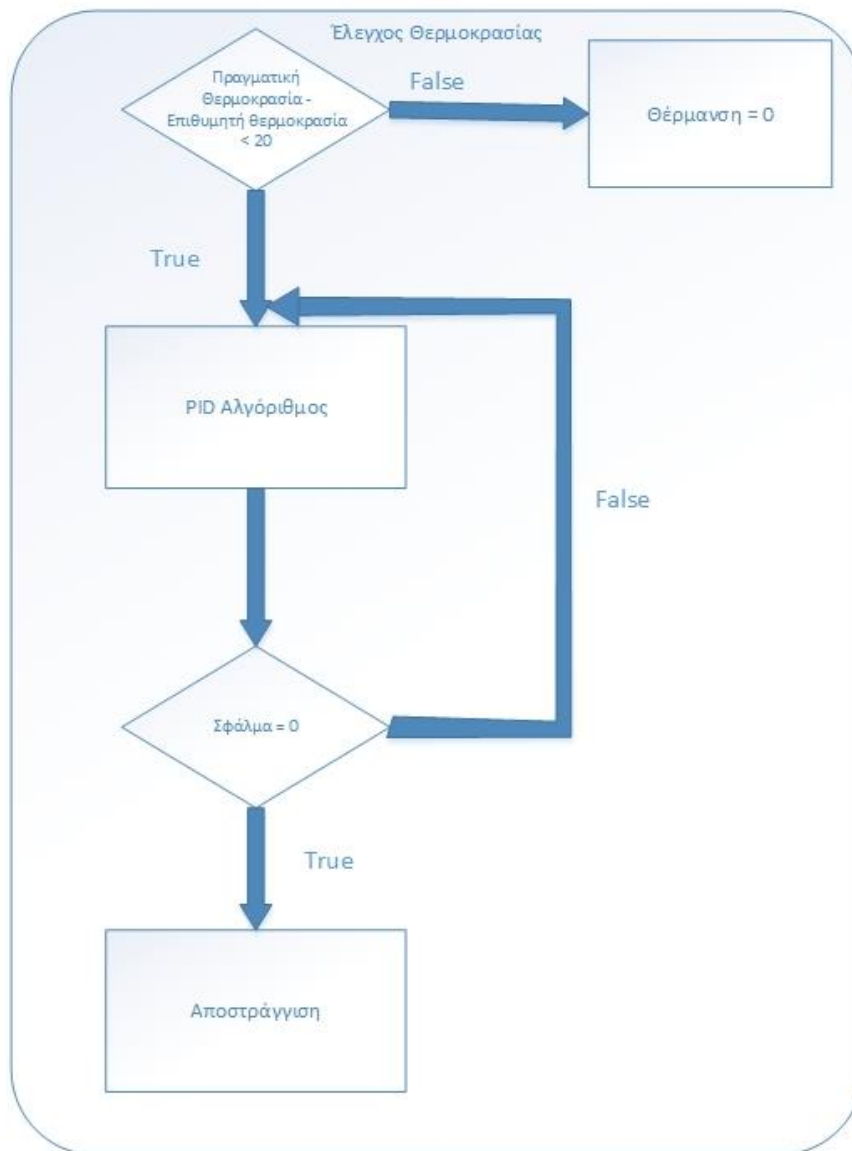 Έλεγχος Θερμοκρασίας
Πραγματική
Θερμοκρασία -
Επιθυμητή θερμοκρασία
< 20
False
Θέρμανση = 0
True
PID Αλγόριθμος
False
Σφάλμα = 0
True
Αποστράγγιση